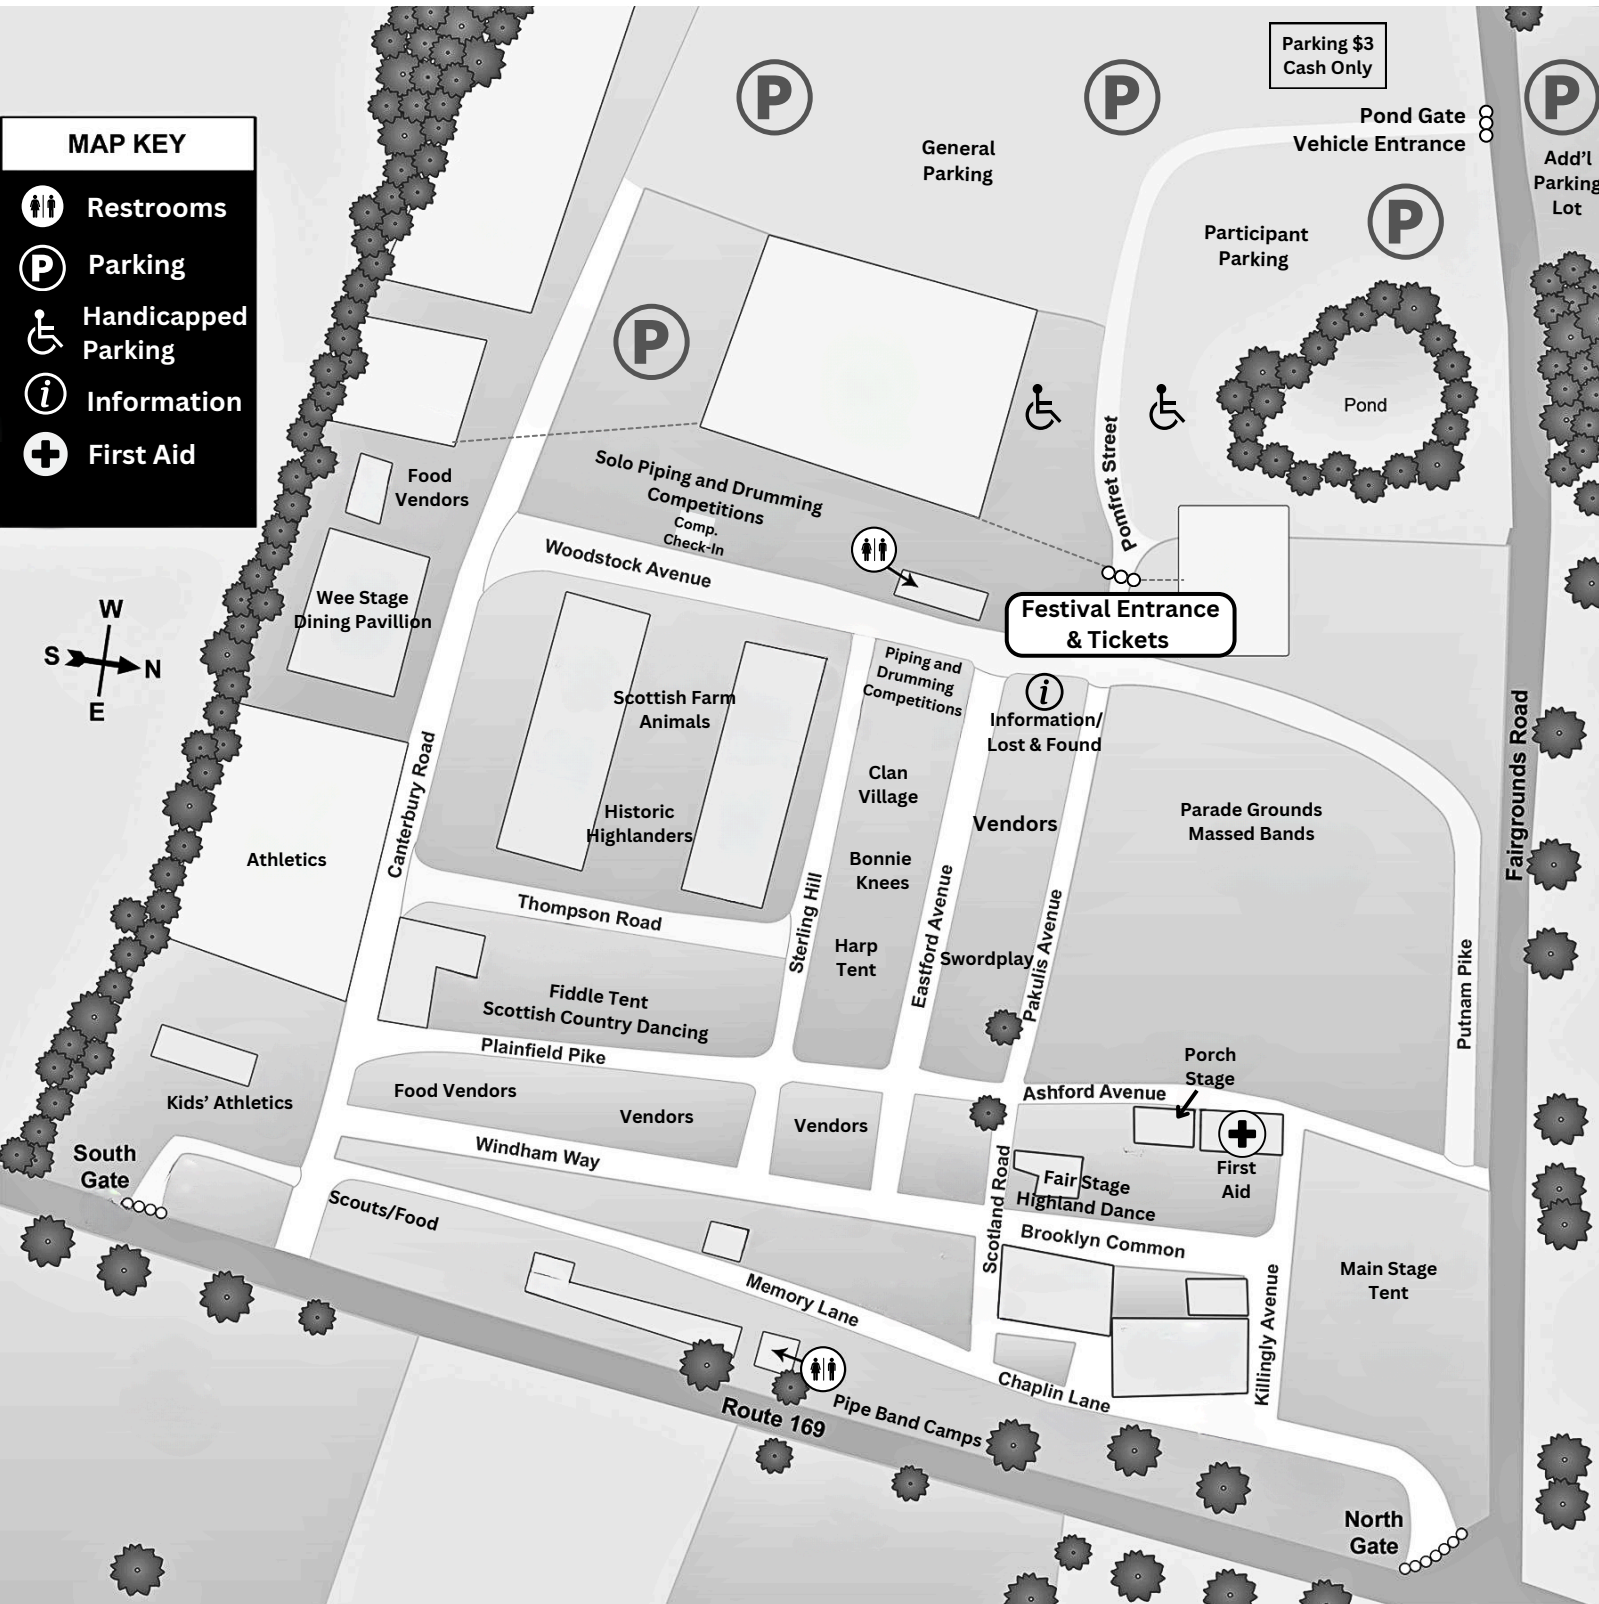 Parking $3
Cash Only
P
P
P
Pond Gate
Vehicle Entrance
General
Parking
Add'l
Parking
Lot
MAP KEY
Restrooms
P
Parking
Handicapped
Parking
i
Information
First Aid
P
Participant
Parking
P
Pond
Pomfret Street
Food
Vendors
Solo Piping and Drumming
Competitions
Comp.
Check-In
Woodstock Avenue
Wee Stage
Dining Pavillion
Festival Entrance
& Tickets
W
S
N
E
Piping and
Drumming
Competitions
i
Information/
Lost & Found
Scottish Farm
Animals
Canterbury Road
Clan
Village
Vendors
Parade Grounds
Massed Bands
Fairgrounds Road
Historic
Highlanders
Athletics
Bonnie
Knees
Thompson Road
Sterling Hill
Eastford Avenue
Pakulis Avenue
Harp
Tent
Swordplay
Putnam Pike
Fiddle Tent
Scottish Country Dancing
Plainfield Pike
Porch
Stage
Kids' Athletics
Food Vendors
Vendors
Vendors
Ashford Avenue
First
Aid
South
Gate
Windham Way
Scotland Road
Fair Stage
Highland Dance
Scouts/Food
Brooklyn Common
Memory Lane
Main Stage
Tent
Killingly Avenue
Chaplin Lane
Route 169
Pipe Band Camps
North
Gate